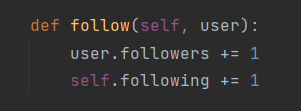 def follow(self, user):
    user.followers += 1
    self.following += 1